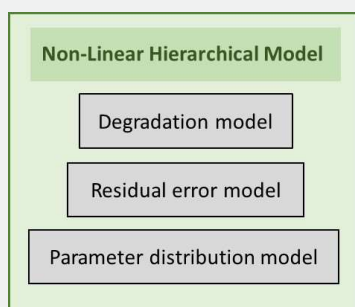 Non-Linear Hierarchical Model
Degradation model
Residual error model
Parameter distribution model